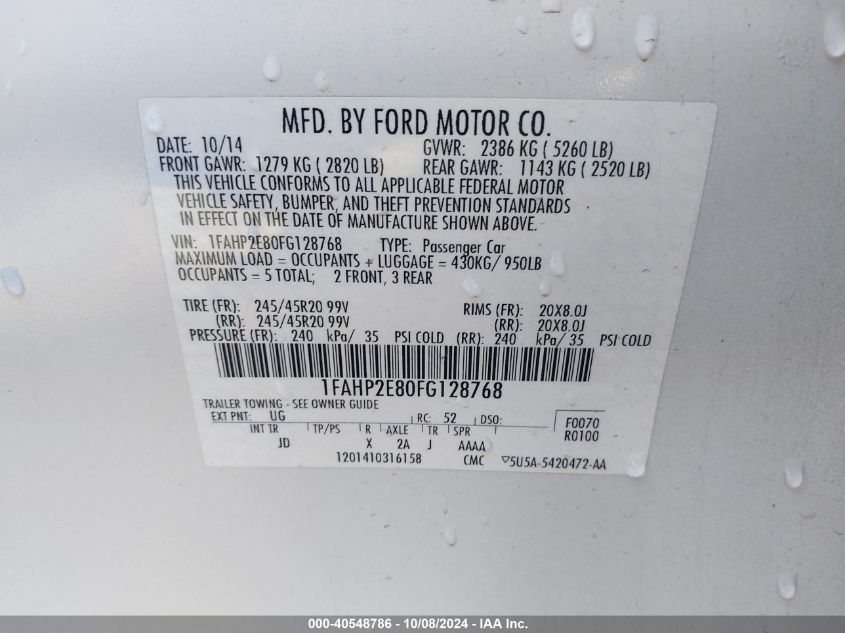 MFD. BY FORD MOTOR CO.
DATE: 10/14 GVWR: 2386 KG ( 5260 LB)
FRONT GAWR: 1279 KG ( 2820 LB) REAR GAWR: 1143 KG ( 2520 LB)
THIS VEHICLE CONFORMS TO ALL APPLICABLE FEDERAL MOTOR
VEHICLE SAFETY, BUMPER, AND THEFT PREVENTION STANDARDS
IN EFFECT ON THE DATE OF MANUFACTURE SHOWN ABOVE.
VIN: 1FAHP2E80FG128768 TYPE: Passenger Car
MAXIMUM LOAD = OCCUPANTS + LUGGAGE = 430KG/ 950LB
OCCUPANTS = 5 TOTAL; 2 FRONT, 3 REAR
TIRE (FR): 245/45R20 99V RIMS (FR): 20X8.0J
(RR): 245/45R20 99V (RR): 20X8.0J
PRESSURE (FR): 240 kPa/ 35 PSI COLD (RR): 240 kPa/ 35 PSI COLD
1FAHP2E80FG128768
TRAILER TOWING - SEE OWNER GUIDE
EXT PNT: UG RC: 52 DSO: F0070
INT TR TP/PS R AXLE TR SPR R0100
JD X 2A J AAAA
1201410316158 CMC ▽5U5A-5420472-AA
000-40548786 - 10/08/2024 - IAA Inc.